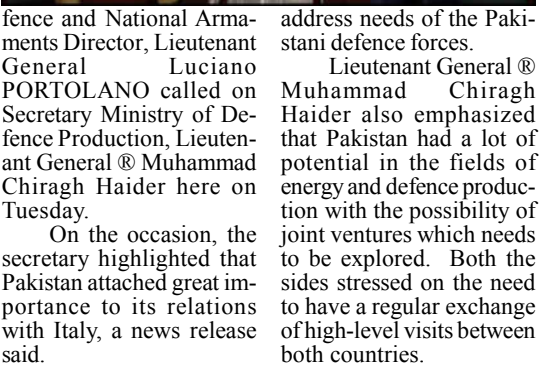 fence and National Arma-
ments Director, Lieutenant
General Luciano
PORTOLANO called on
Secretary Ministry of De-
fence Production, Lieuten-
ant General ® Muhammad
Chiragh Haider here on
Tuesday.
On the occasion, the
secretary highlighted that
Pakistan attached great im-
portance to its relations
with Italy, a news release
said.
address needs of the Paki-
stani defence forces.
Lieutenant General ®
Muhammad Chiragh
Haider also emphasized
that Pakistan had a lot of
potential in the fields of
energy and defence produc-
tion with the possibility of
joint ventures which needs
to be explored. Both the
sides stressed on the need
to have a regular exchange
of high-level visits between
both countries.